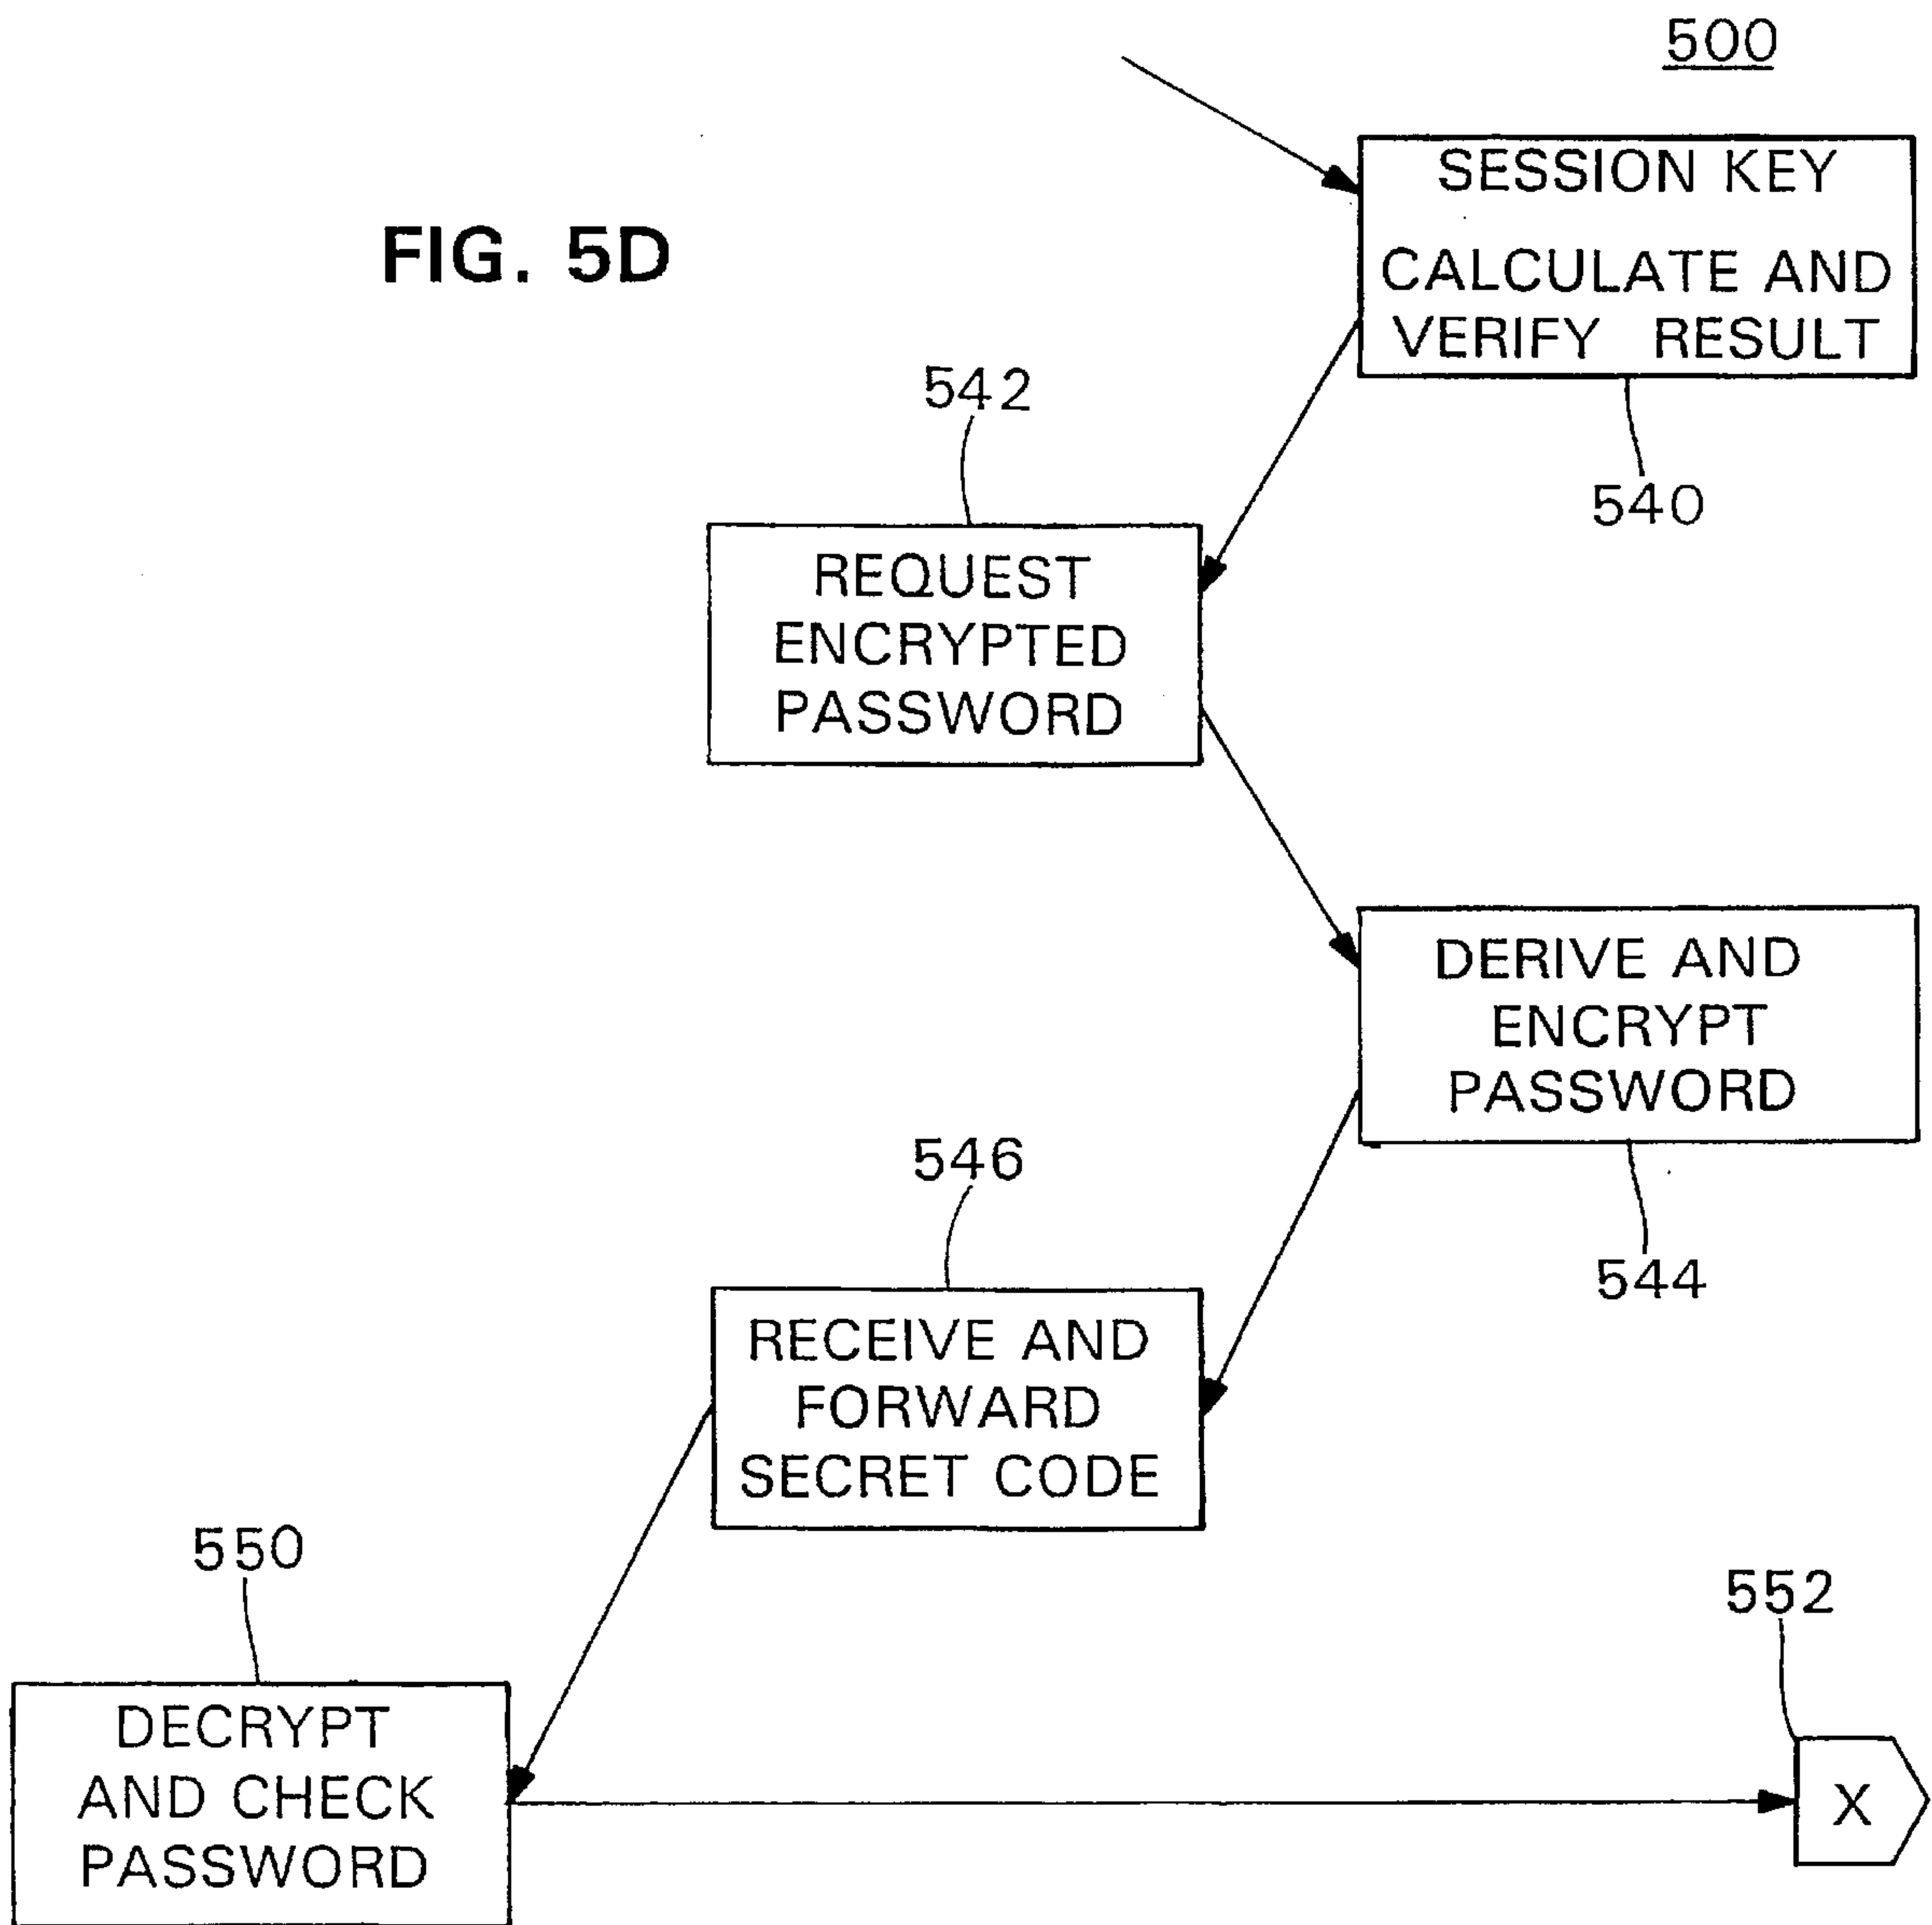 500
SESSION KEY
CALCULATE AND
VERIFY RESULT
FIG. 5D
542
540
REQUEST
ENCRYPTED
PASSWORD
DERIVE AND
ENCRYPT
PASSWORD
546
544
RECEIVE AND
FORWARD
SECRET CODE
550
552
DECRYPT
AND CHECK
PASSWORD
X